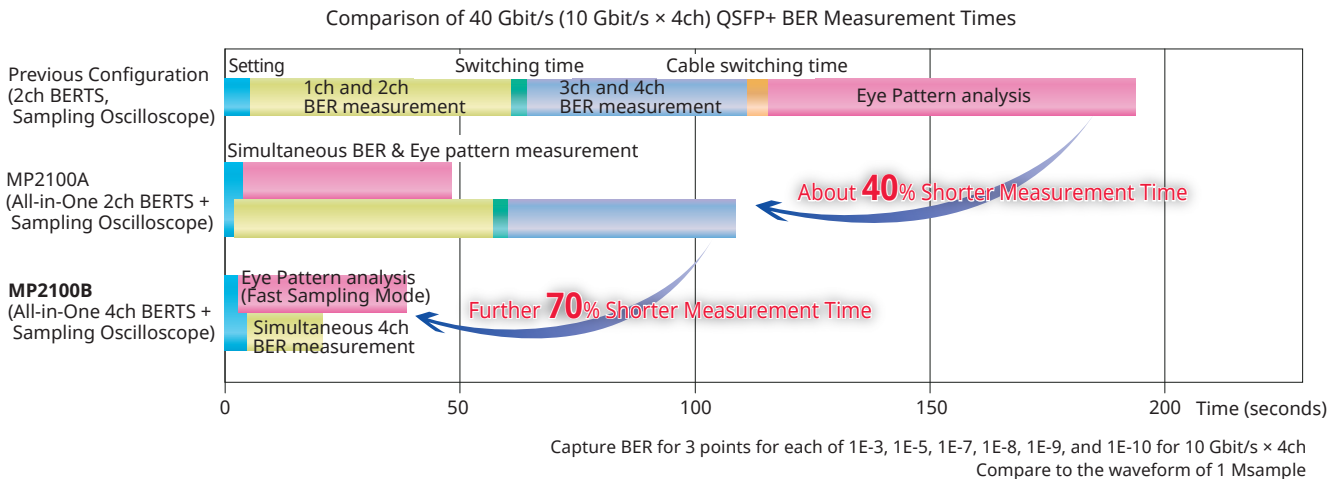 Comparison of 40 Gbit/s (10 Gbit/s × 4ch) QSFP+ BER Measurement Times
Previous Configuration
(2ch BERTS,
Sampling Oscilloscope)
Setting
Switching time
Cable switching time
1ch and 2ch
BER measurement
3ch and 4ch
BER measurement
Eye Pattern analysis
MP2100A
(All-in-One 2ch BERTS +
Sampling Oscilloscope)
Simultaneous BER & Eye pattern measurement
About 40% Shorter Measurement Time
MP2100B
(All-in-One 4ch BERTS +
Sampling Oscilloscope)
Eye Pattern analysis
(Fast Sampling Mode)
Simultaneous 4ch
BER measurement
Further 70% Shorter Measurement Time
0 50 100 150 200 Time (seconds)
Capture BER for 3 points for each of 1E-3, 1E-5, 1E-7, 1E-8, 1E-9, and 1E-10 for 10 Gbit/s × 4ch
Compare to the waveform of 1 Msample